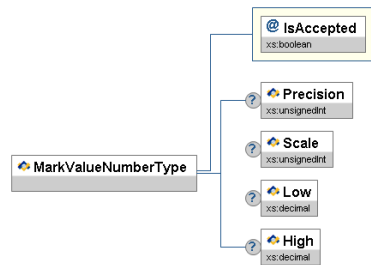 @ IsAccepted
xs:boolean
? Precision
xs:unsignedInt
? Scale
xs:unsignedInt
MarkValueNumberType
? Low
xs:decimal
? High
xs:decimal